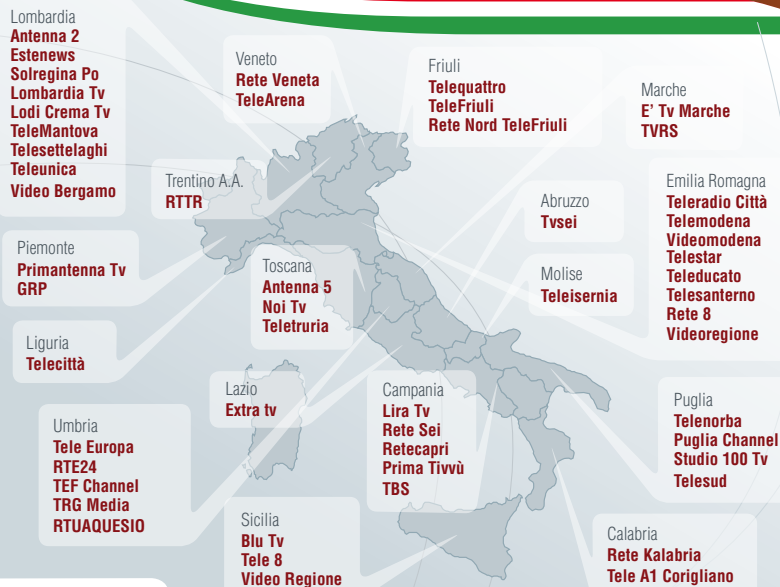 Lombardia
Antenna 2
Estenews
Solregina Po
Lombardia Tv
Lodi Crema Tv
TeleMantova
Telesettelaghi
Teleunica
Video Bergamo
Veneto
Rete Veneta
TeleArena
Friuli
Telequattro
TeleFriuli
Rete Nord TeleFriuli
Marche
E' Tv Marche
TVRS
Trentino A.A.
RTTR
Abruzzo
Tvsei
Emilia Romagna
Teleradio Città
Telemodena
Videomodena
Telestar
Teleducato
Telesanterno
Rete 8
Videoregione
Piemonte
Primantenna Tv
GRP
Toscana
Antenna 5
Noi Tv
Teletruria
Molise
Teleisernia
Liguria
Telecittà
Lazio
Extra tv
Campania
Lira Tv
Rete Sei
Retecapri
Prima Tivvù
TBS
Puglia
Telenorba
Puglia Channel
Studio 100 Tv
Telesud
Umbria
Tele Europa
RTE24
TEF Channel
TRG Media
RTUAQUESIO
Sicilia
Blu Tv
Tele 8
Video Regione
Calabria
Rete Kalabria
Tele A1 Corigliano